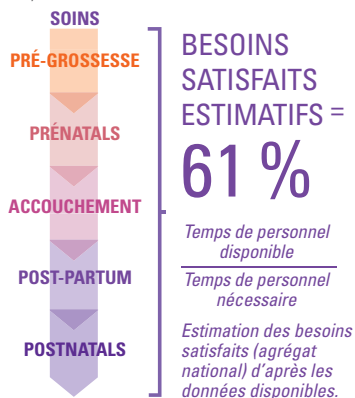 SOINS
PRÉ-GROSSESSE
PRÉNATALS
ACCOUCHEMENT
POST-PARTUM
POSTNATALS
BESOINS
SATISFAITS
ESTIMATIFS =
61 %
Temps de personnel
disponible
Temps de personnel
nécessaire
Estimation des besoins
satisfaits (agrégat
national) d’après les
données disponibles.